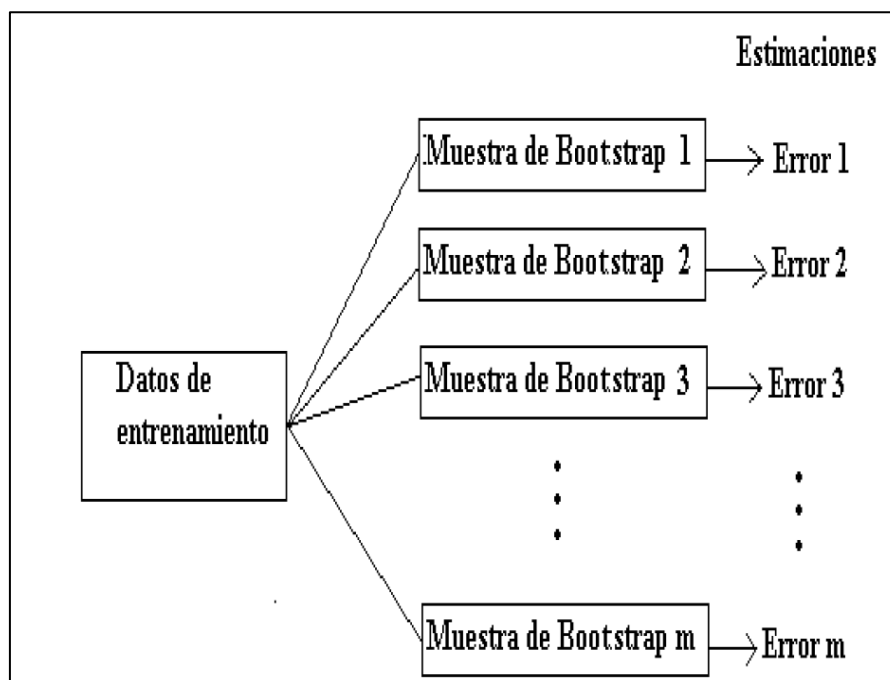 Estimaciones
Muestra de Bootstrap 1
Error 1
Muestra de Bootstrap 2
Error 2
Muestra de Bootstrap 3
Error 3
Datos de
entrenamiento
Muestra de Bootstrap m
Error m